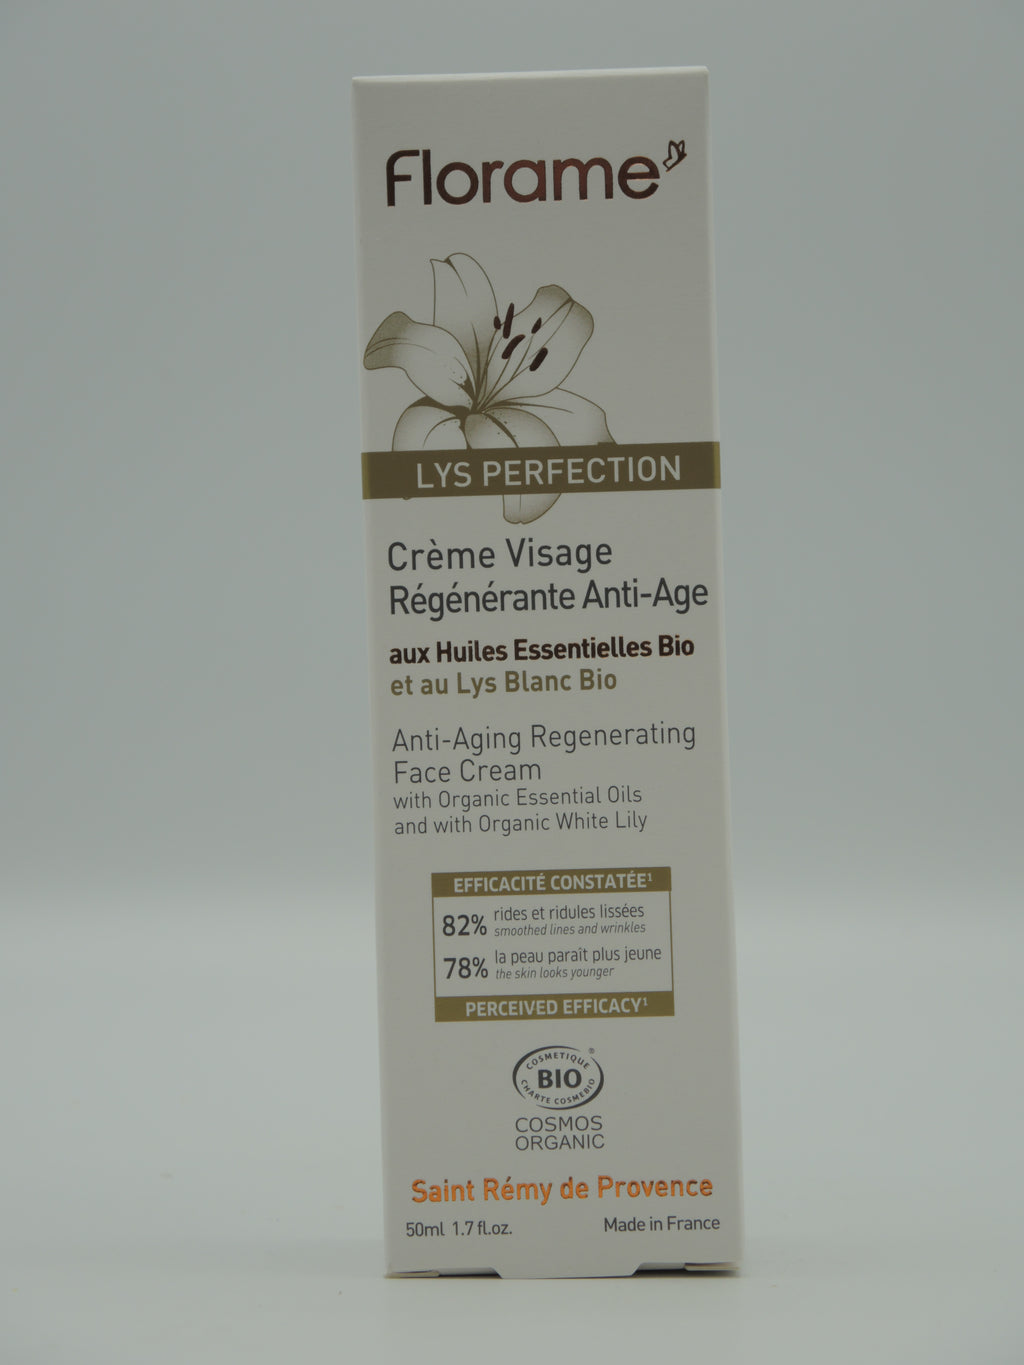 Florame
LYS PERFECTION
Crème Visage
Régénérante Anti-Age
aux Huiles Essentielles Bio
et au Lys Blanc Bio
Anti-Aging Regenerating
Face Cream
with Organic Essential Oils
and with Organic White Lily
EFFICACITÉ CONSTATÉE¹
82% rides et ridules lissées
smoothed lines and wrinkles
78% la peau paraît plus jeune
the skin looks younger
PERCEIVED EFFICACY¹
COSMETIQUE ®
BIO
CHARTE COSMEBIO
COSMOS
ORGANIC
Saint Rémy de Provence
50ml 1.7 fl.oz. Made in France